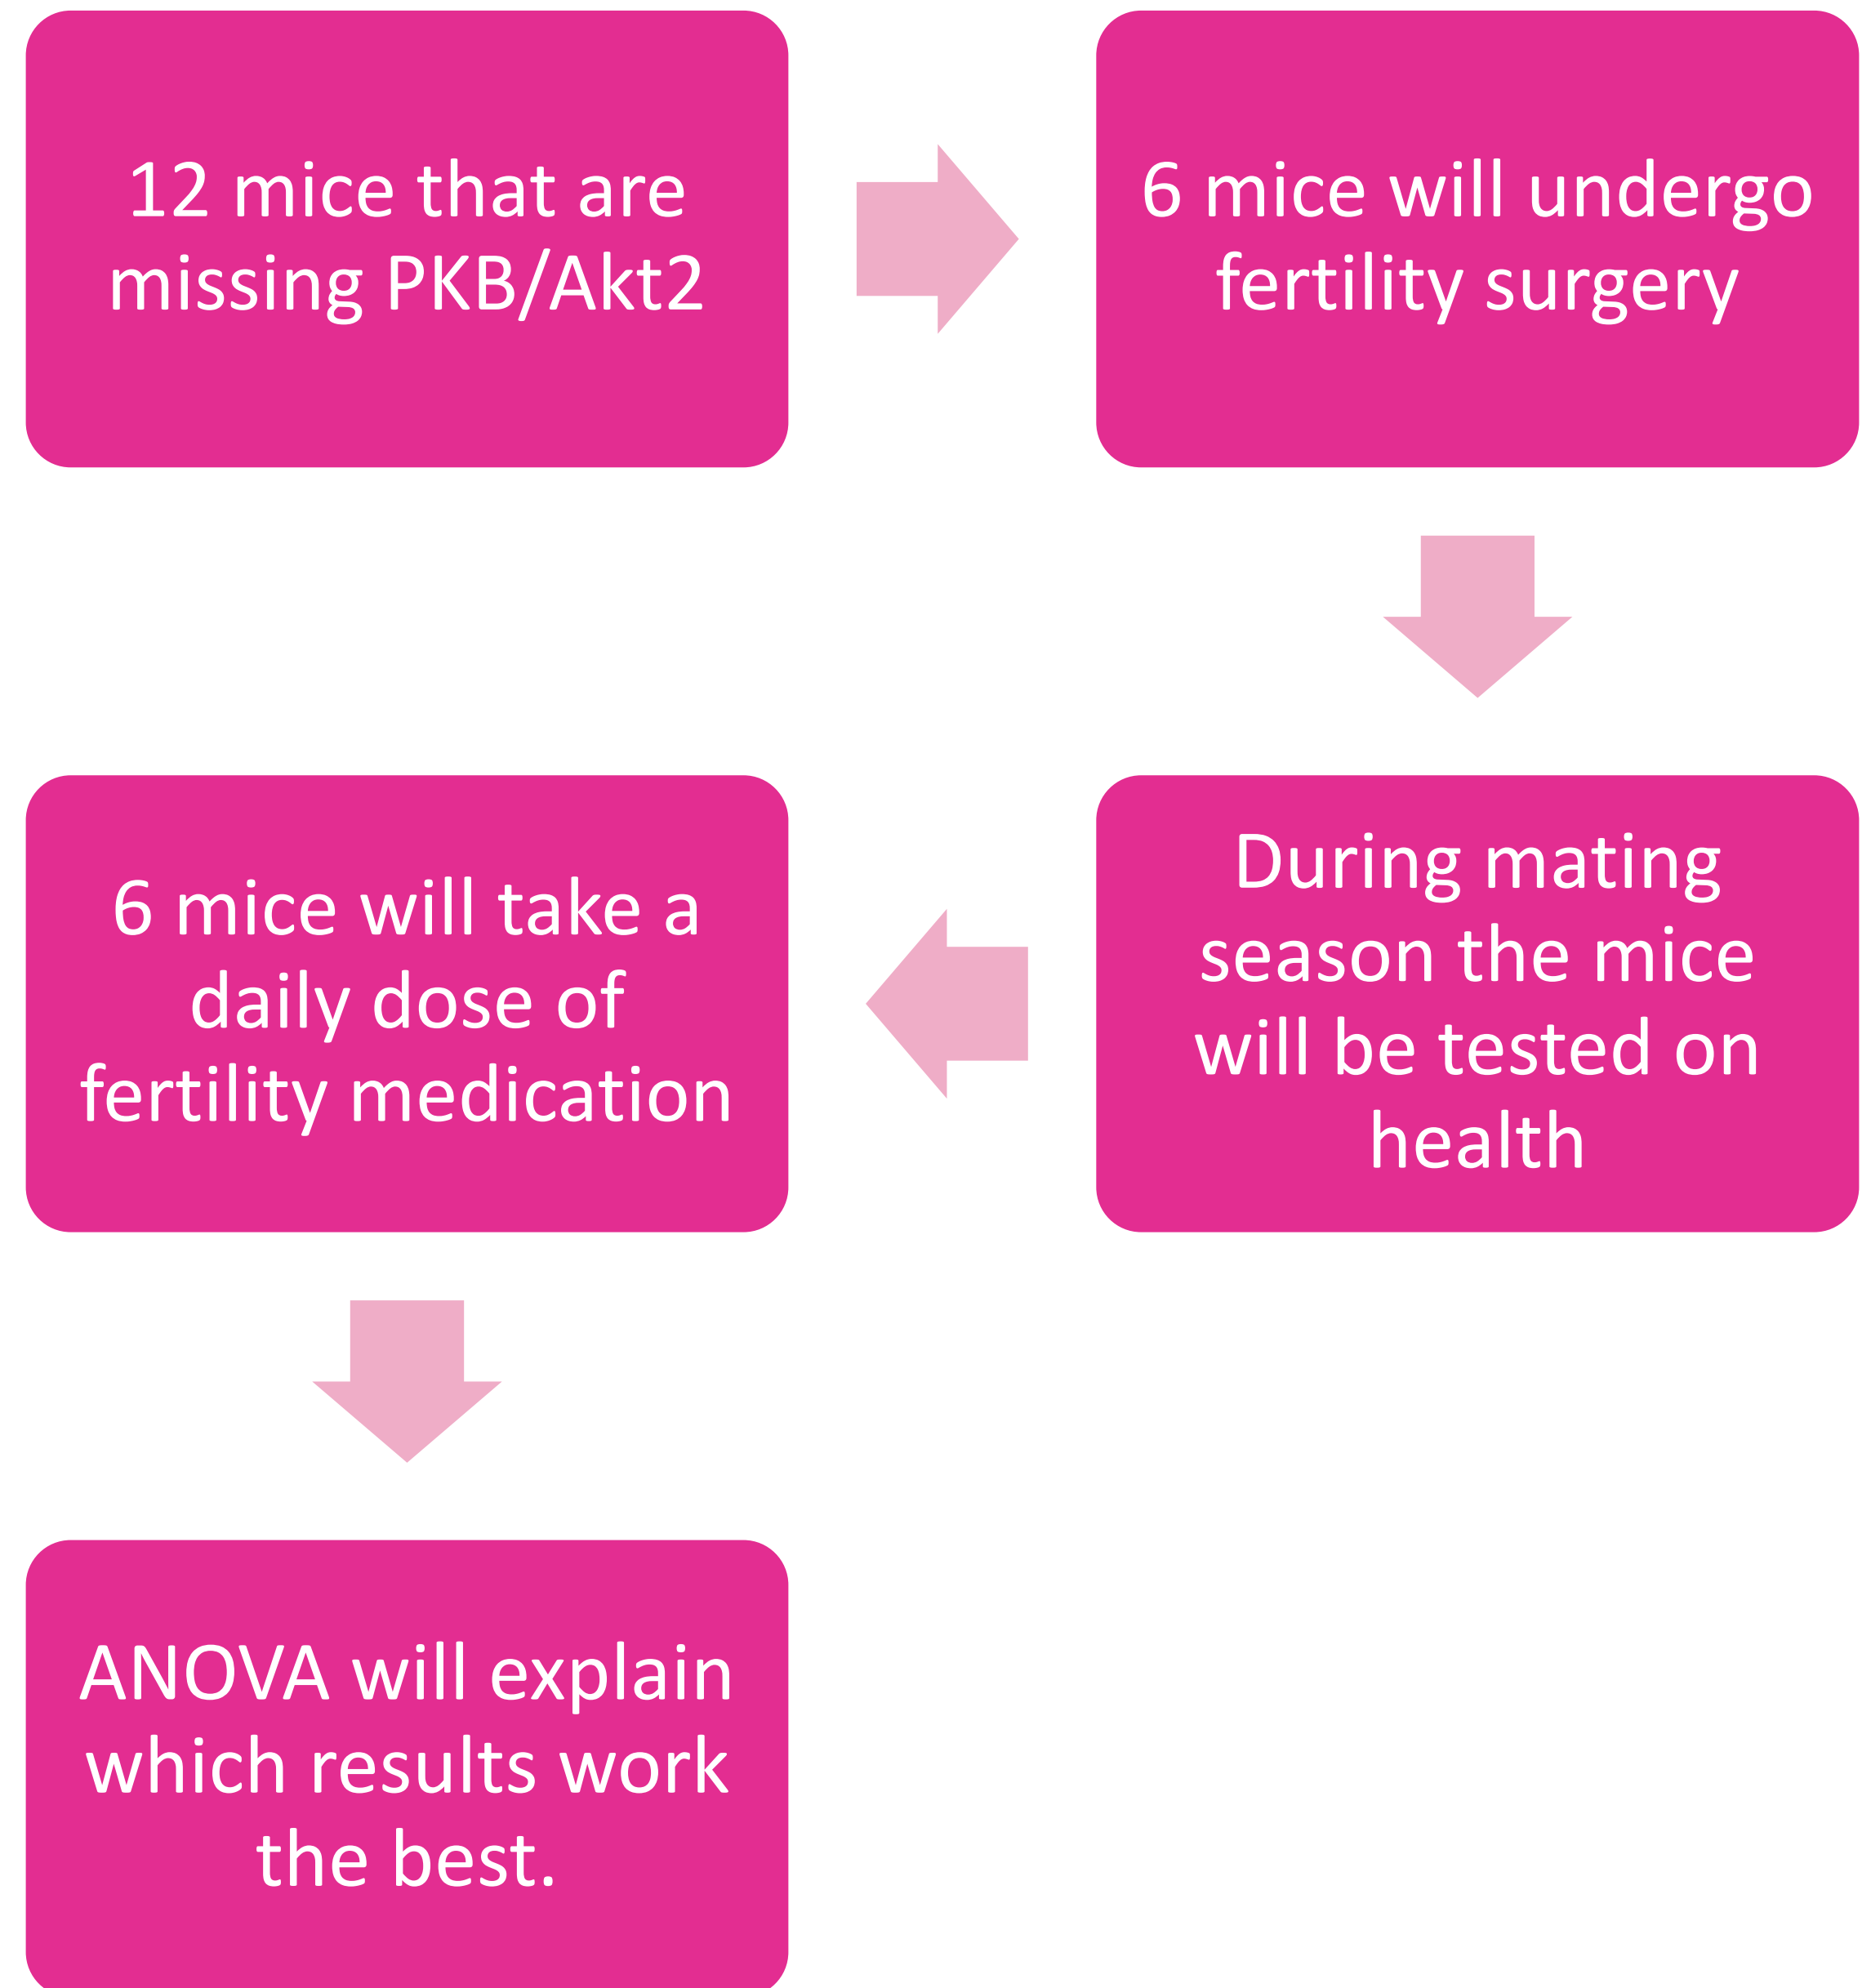 12 mice that are
missing PKB/Akt2
6 mice will undergo
fertility surgery
During mating
season the mice
will be tested on
health
6 mice will take a
daily dose of
fertility medication
ANOVA will explain
which results work
the best.